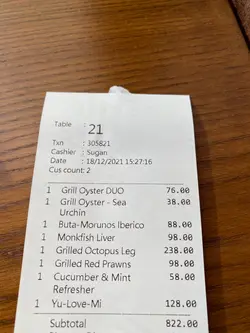 Table : 21
Txn : 305821
Cashier : Sugan
Date : 18/12/2021 15:27:16
Cus count: 2
1 Grill Oyster DUO 76.00
1 Grill Oyster - Sea 38.00
Urchin
1 Buta-Morunos Iberico 88.00
1 Monkfish Liver 98.00
1 Grilled Octopus Leg 238.00
1 Grilled Red Prawns 98.00
1 Cucumber & Mint 58.00
Refresher
1 Yu-Love-Mi 128.00
Subtotal 822.00